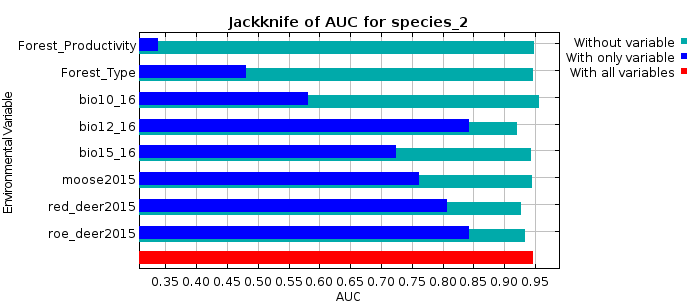 Jackknife of AUC for species_2
Environmental Variable
Forest_Productivity
Forest_Type
bio10_16
bio12_16
bio15_16
moose2015
red_deer2015
roe_deer2015
0.35 0.40 0.45 0.50 0.55 0.60 0.65 0.70 0.75 0.80 0.85 0.90 0.95
AUC
Without variable
With only variable
With all variables